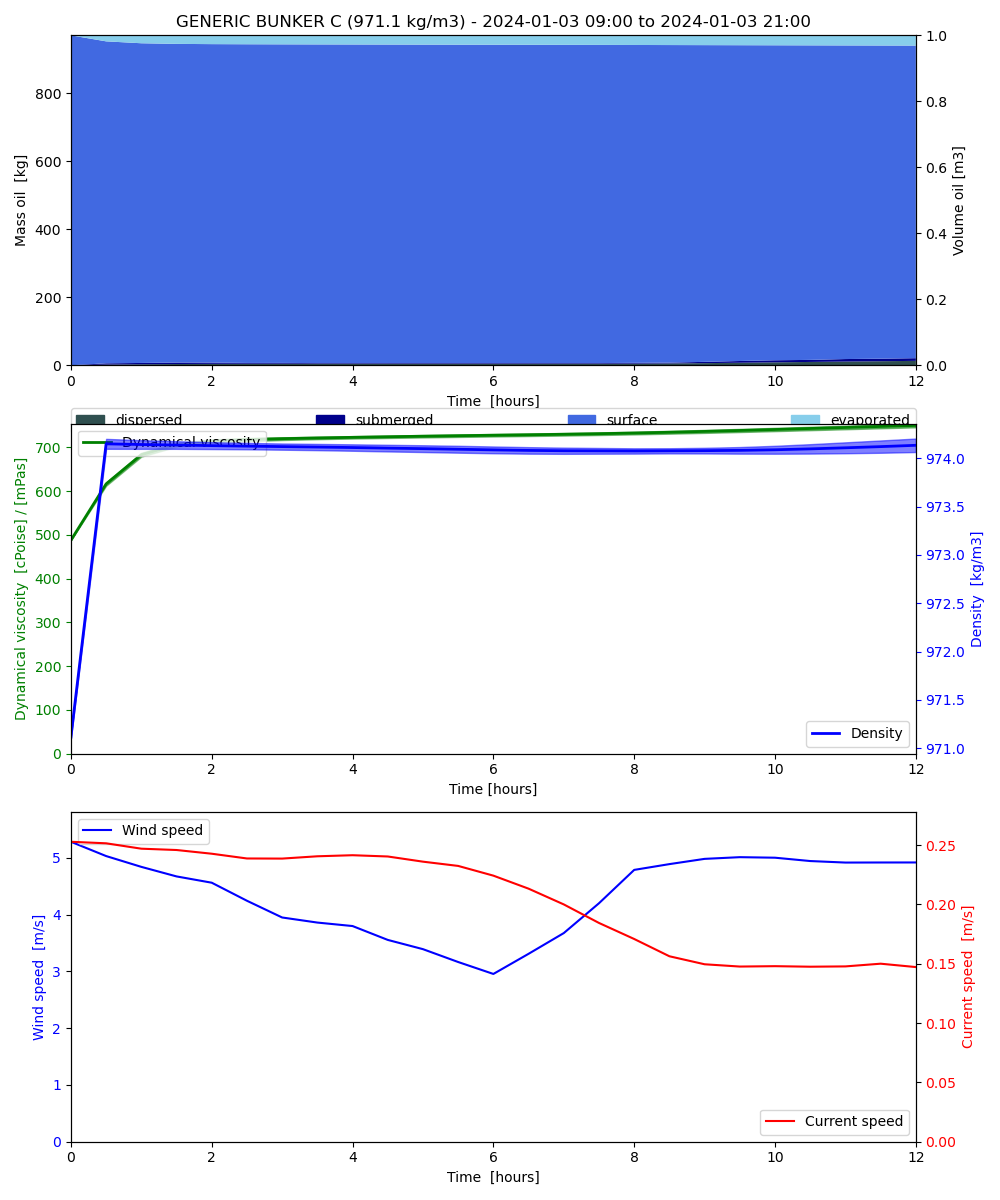 GENERIC BUNKER C (971.1 kg/m3) - 2024-01-03 09:00 to 2024-01-03 21:00
Mass oil [kg]
800
600
400
200
0
1.0
0.8
0.6
0.4
0.2
0.0
Volume oil [m3]
0 2 4 6 8 10 12
Time [hours]
dispersed submerged surface evaporated
Dynamical viscosity
Dynamical viscosity [cPoise] / [mPas]
700
600
500
400
300
200
100
0
974.0
973.5
973.0
972.5
972.0
971.5
971.0
Density [kg/m3]
Density
0 2 4 6 8 10 12
Time [hours]
Wind speed
Wind speed [m/s]
5
4
3
2
1
0
0.25
0.20
0.15
0.10
0.05
0.00
Current speed [m/s]
Current speed
0 2 4 6 8 10 12
Time [hours]